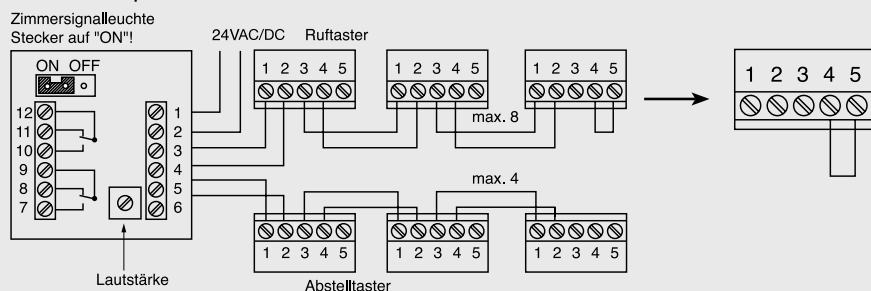 Zimmersignalleuchte
Stecker auf "ON"!
24VAC/DC
Ruftaster
ON OFF
12
11
10
9
8
7
1
2
3
4
5
6
1 2 3 4 5
1 2 3 4 5
1 2 3 4 5
1 2 3 4 5
max. 8
max. 4
1 2 3 4 5
1 2 3 4 5
1 2 3 4 5
Lautstärke
Abstelltaster